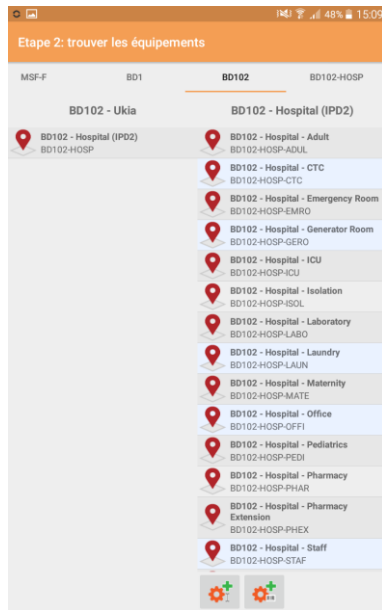 48% 15:09
Etape 2: trouver les équipements
MSF-F BD1 BD102 BD102-HOSP
BD102 - Ukia
BD102 - Hospital (IPD2)
BD102 - Hospital (IPD2)
BD102-HOSP
BD102 - Hospital - Adult
BD102-HOSP-ADUL
BD102 - Hospital - CTC
BD102-HOSP-CTC
BD102 - Hospital - Emergency Room
BD102-HOSP-EMRO
BD102 - Hospital - Generator Room
BD102-HOSP-GERO
BD102 - Hospital - ICU
BD102-HOSP-ICU
BD102 - Hospital - Isolation
BD102-HOSP-ISOL
BD102 - Hospital - Laboratory
BD102-HOSP-LABO
BD102 - Hospital - Laundry
BD102-HOSP-LAUN
BD102 - Hospital - Maternity
BD102-HOSP-MATE
BD102 - Hospital - Office
BD102-HOSP-OFFI
BD102 - Hospital - Pediatrics
BD102-HOSP-PEDI
BD102 - Hospital - Pharmacy
BD102-HOSP-PHAR
BD102 - Hospital - Pharmacy
Extension
BD102-HOSP-PHEX
BD102 - Hospital - Staff
BD102-HOSP-STAF